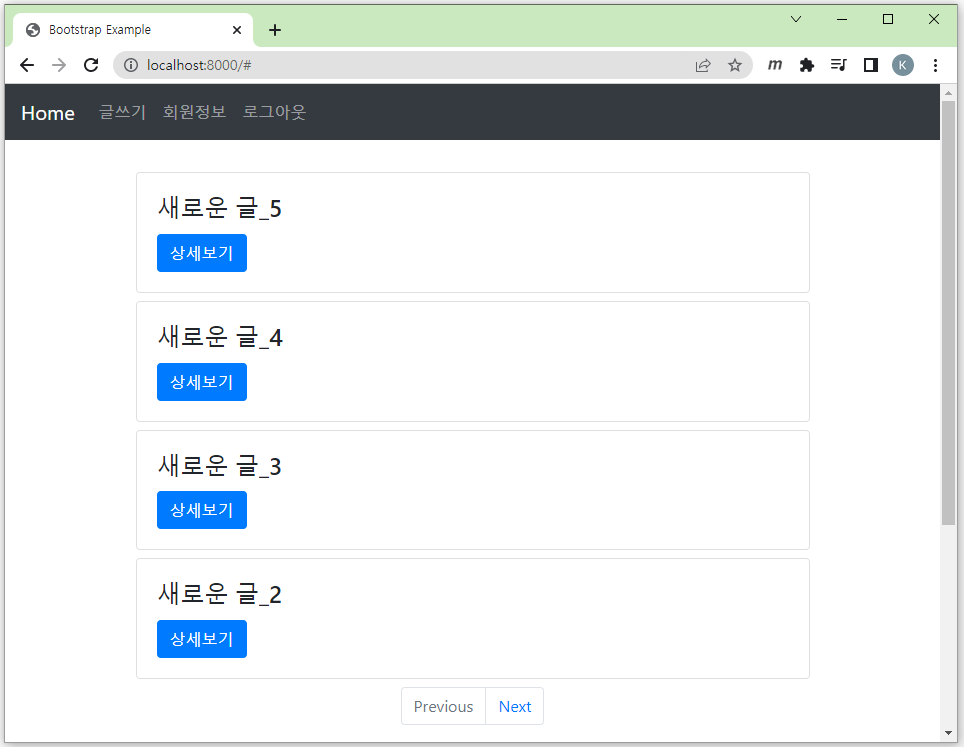 Bootstrap Example
localhost:8000/#
m
K
Home 글쓰기 회원정보 로그아웃
새로운 글_5
상세보기
새로운 글_4
상세보기
새로운 글_3
상세보기
새로운 글_2
상세보기
Previous Next